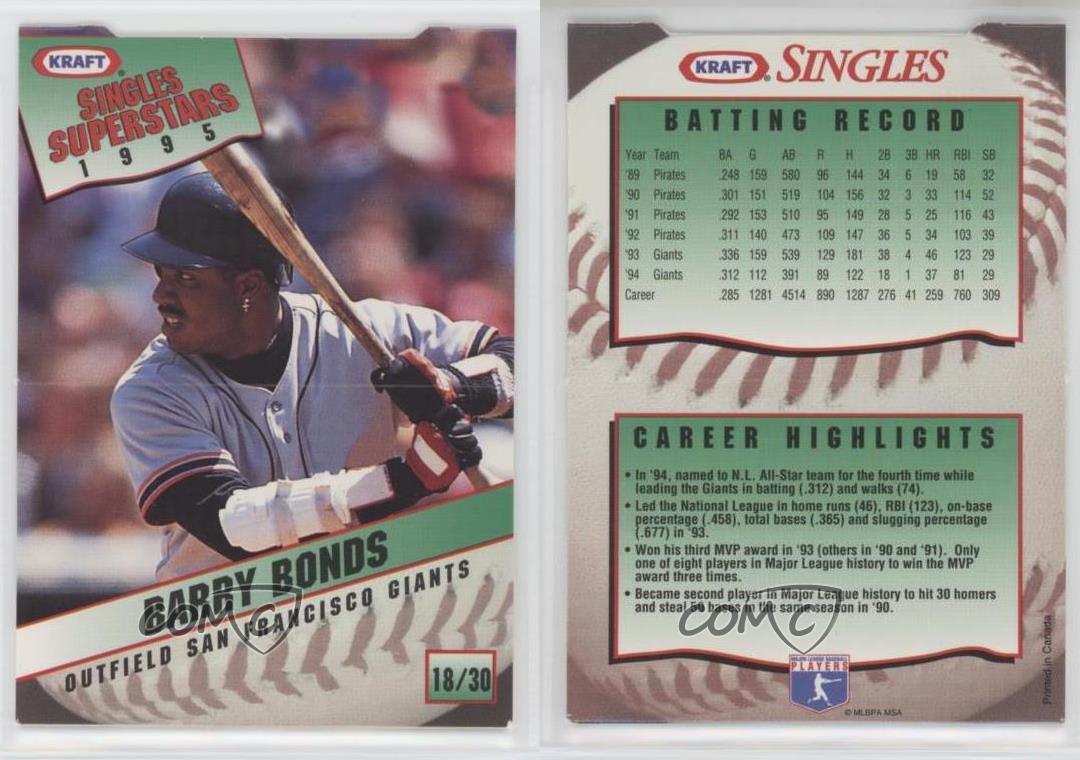 KRAFT
SINGLES
SUPERSTARS
1995
BARRY BONDS
OUTFIELD SAN FRANCISCO GIANTS
18/30
COMC
KRAFT SINGLES
BATTING RECORD
Year Team BA G AB R H 2B 3B HR RBI SB
'89 Pirates .248 159 580 96 144 34 6 19 58 32
'90 Pirates .301 151 519 104 156 32 3 33 114 52
'91 Pirates .292 153 510 95 149 28 5 25 116 43
'92 Pirates .311 140 473 109 147 36 5 34 103 39
'93 Giants .336 159 539 129 181 38 4 46 123 29
'94 Giants .312 112 391 89 122 18 1 37 81 29
Career .285 1281 4514 890 1287 276 41 259 760 309
CAREER HIGHLIGHTS
• In '94, named to N.L. All-Star team for the fourth time while
leading the Giants in batting (.312) and walks (74).
• Led the National League in home runs (46), RBI (123), on-base
percentage (.458), total bases (.365) and slugging percentage
(.677) in '93.
• Won his third MVP award in '93 (others in '90 and '91). Only
one of eight players in Major League history to win the MVP
award three times.
• Became second player in Major League history to hit 30 homers
and steal 50 bases in the same season in '90.
COMC
MAJOR LEAGUE BASEBALL
PLAYERS
© MLBPA MSA
Printed in Canada